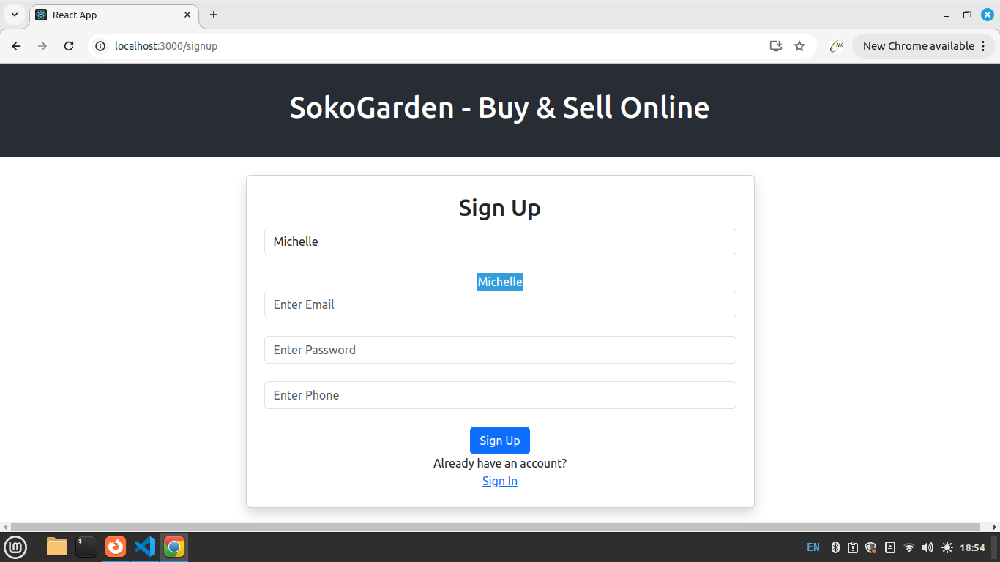 React App
localhost:3000/signup
New Chrome available
SokoGarden - Buy & Sell Online
Sign Up
Michelle
Michelle
Enter Email
Enter Password
Enter Phone
Sign Up
Already have an account?
Sign In
EN
18:54